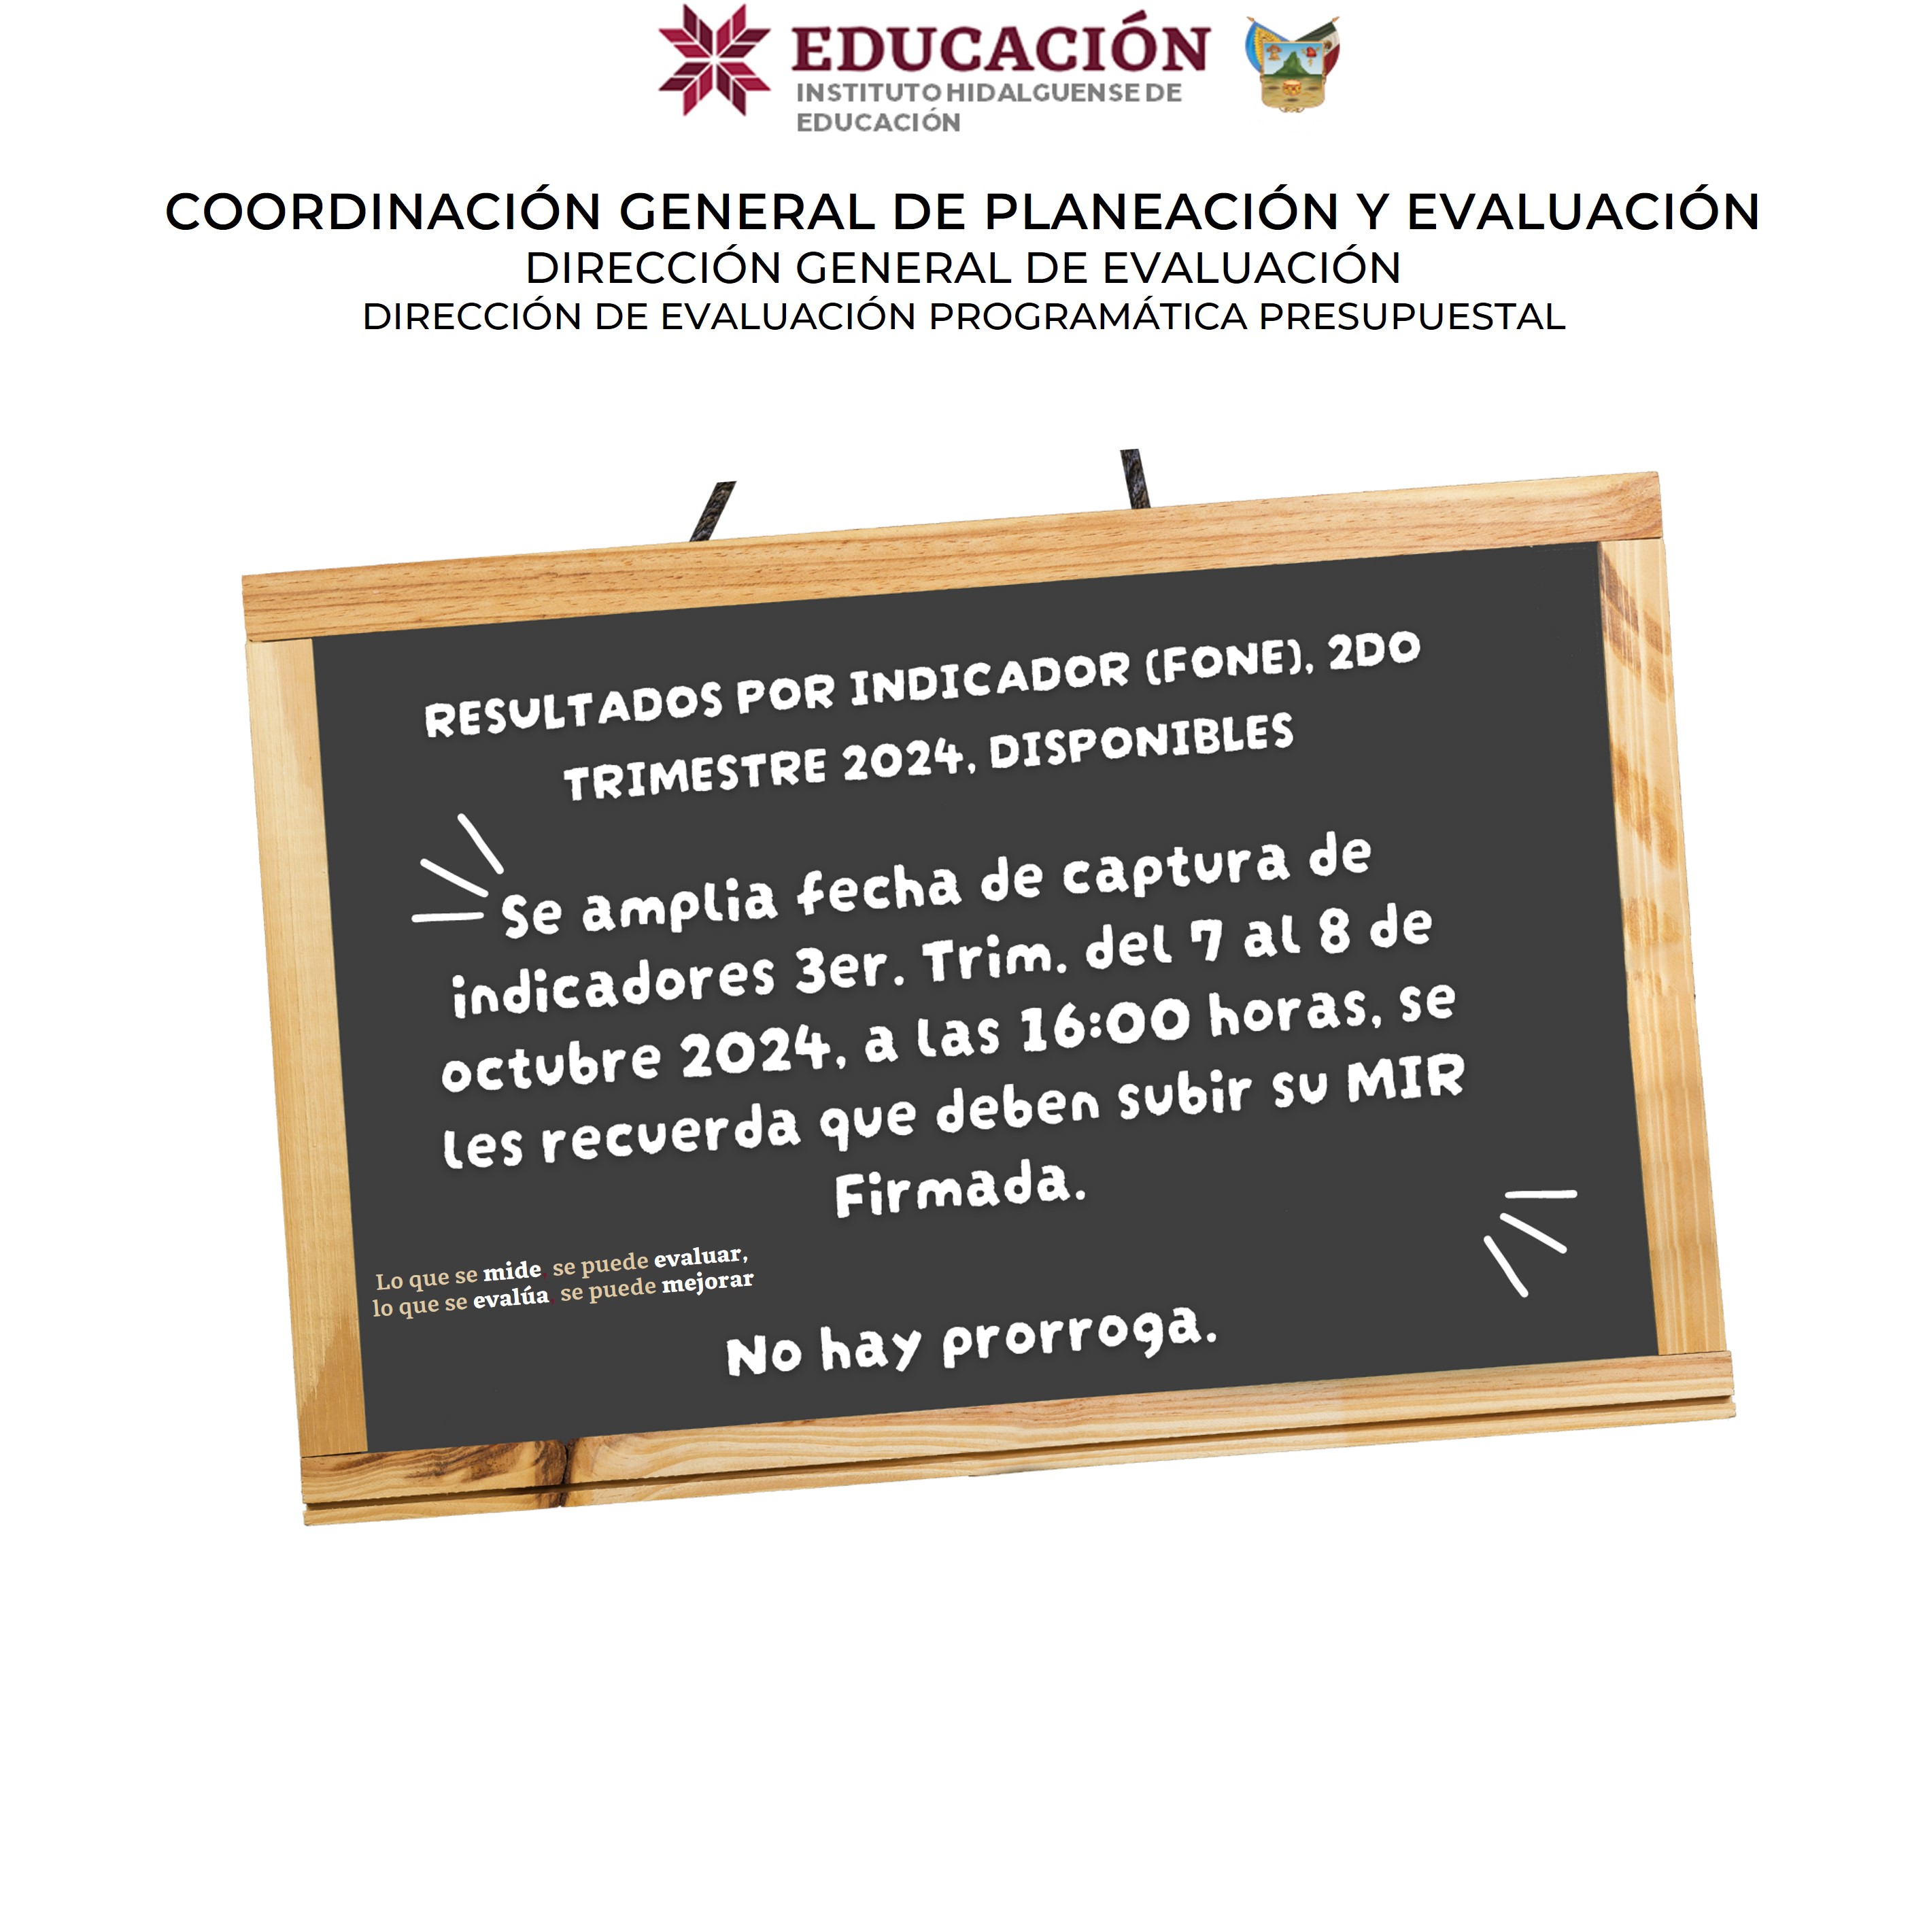 EDUCACIÓN
INSTITUTO HIDALGUENSE DE
EDUCACIÓN
COORDINACIÓN GENERAL DE PLANEACIÓN Y EVALUACIÓN
DIRECCIÓN GENERAL DE EVALUACIÓN
DIRECCIÓN DE EVALUACIÓN PROGRAMÁTICA PRESUPUESTAL
RESULTADOS POR INDICADOR (FONE), 2DO
TRIMESTRE 2024, DISPONIBLES
Se amplia fecha de captura de
indicadores 3er. Trim. del 7 al 8 de
octubre 2024, a las 16:00 horas, se
les recuerda que deben subir su MIR
Firmada.
Lo que se mide, se puede evaluar,
lo que se evalúa, se puede mejorar
No hay prorroga.